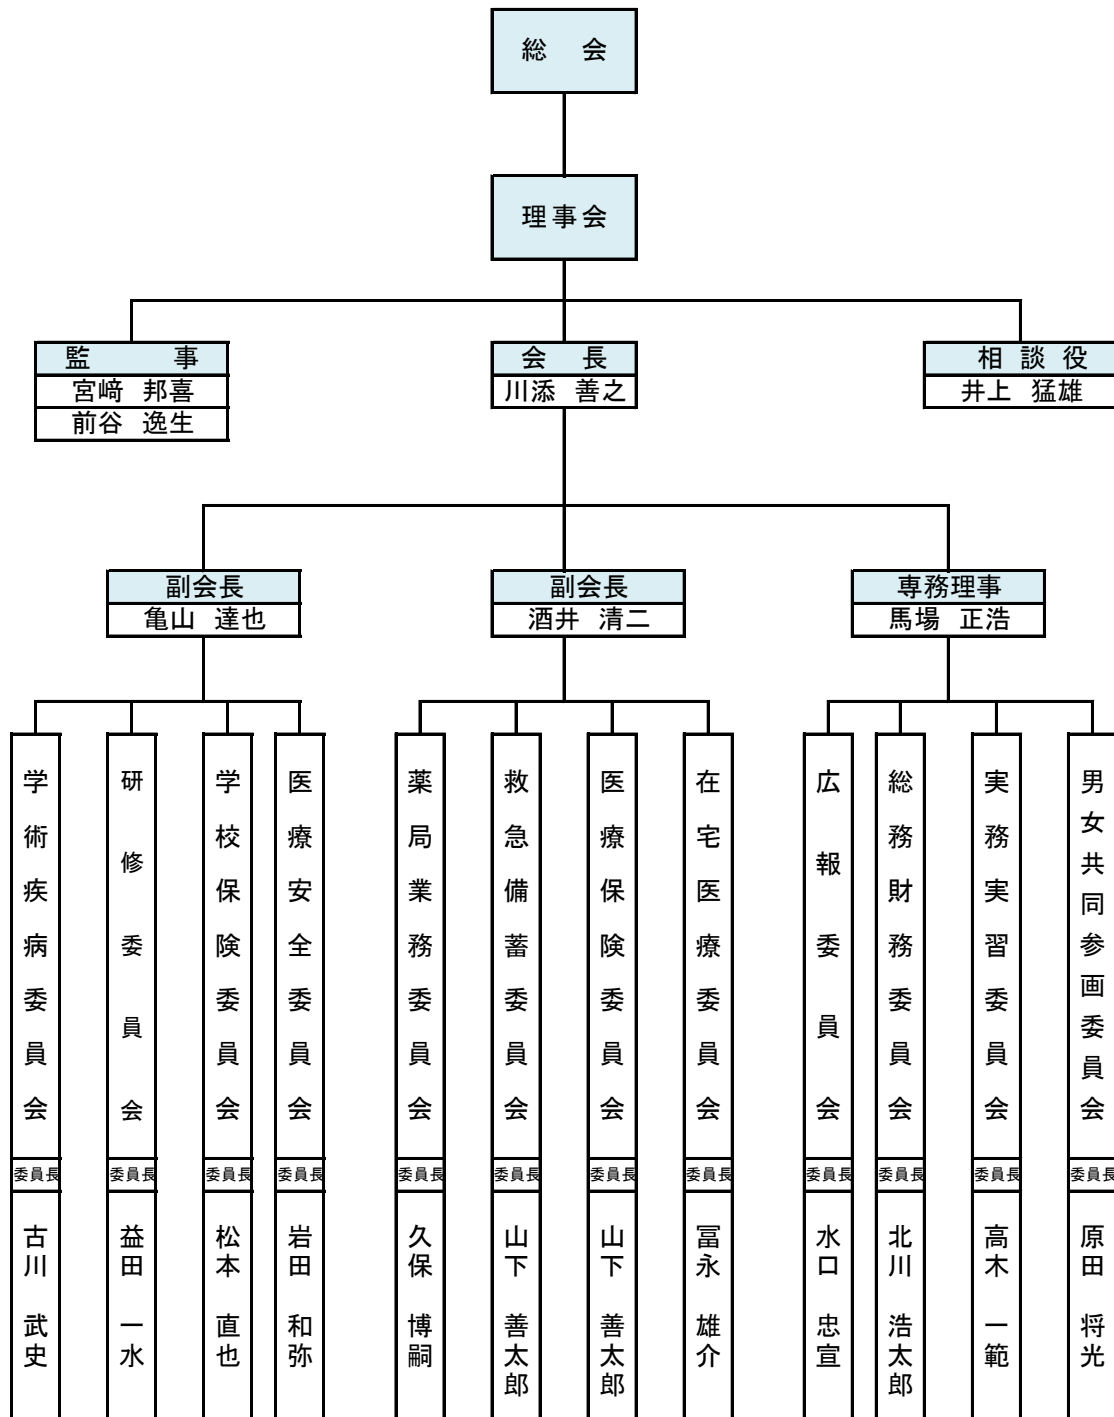 総　会
理事会
監　事
宮﨑 邦喜
前谷 逸生
会　長
川添 善之
相 談 役
井上 猛雄
副会長
亀山 達也
副会長
酒井 清二
専務理事
馬場 正浩
学術疾病委員会
委員長
古川 武史
研修委員会
委員長
益田 一水
学校保険委員会
委員長
松本 直也
医療安全委員会
委員長
岩田 和弥
薬局業務委員会
委員長
久保 博嗣
救急備蓄委員会
委員長
山下 善太郎
医療保険委員会
委員長
山下 善太郎
在宅医療委員会
委員長
冨永 雄介
広報委員会
委員長
水口 忠宣
総務財務委員会
委員長
北川 浩太郎
実務実習委員会
委員長
高木 一範
男女共同参画委員会
委員長
原田 将光